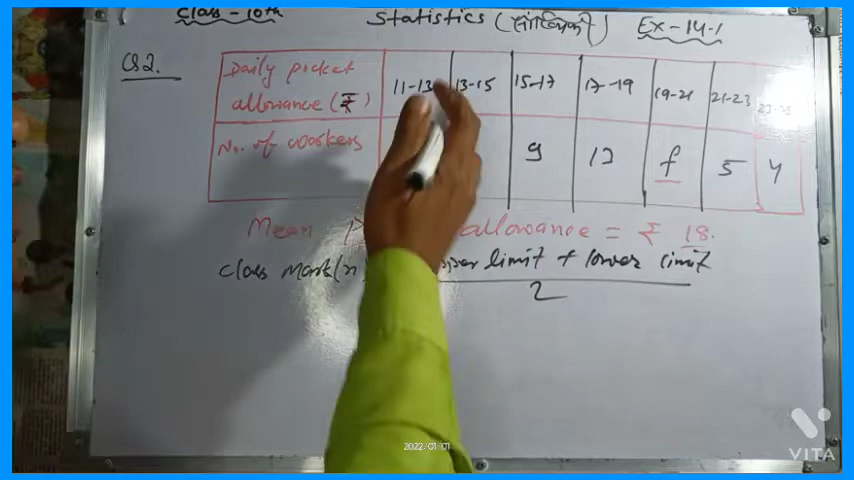 Class-10th Statistics (सांख्यिकी) Ex-14.1
Q2.
Daily pocket allowance (₹) 11-13 13-15 15-17 17-19 19-21 21-23
No. of workers 9 13 f 5 4
Mean allowance = ₹ 18.
Class mark(x upper limit + lower limit
2
2022/01/01
VITA